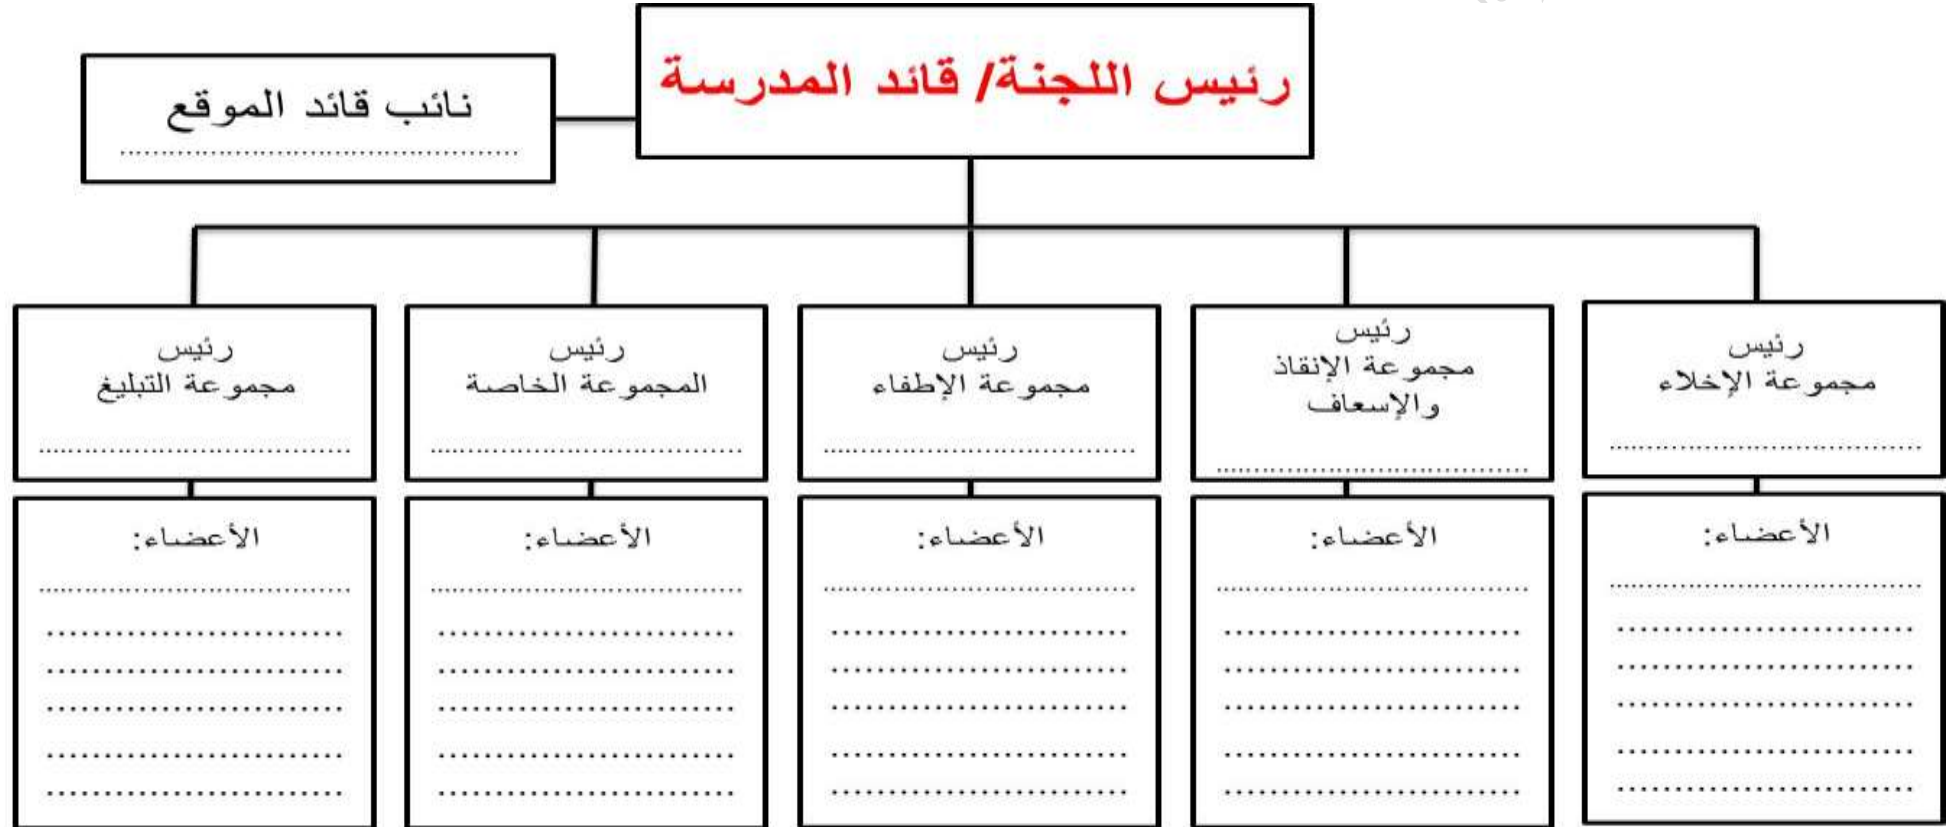 رئيس اللجنة/ قائد المدرسة
نائب قائد الموقع
................................................
رئيس
مجموعة الإخلاء
....................................
رئيس
مجموعة الإنقاذ
والإسعاف
....................................
رئيس
مجموعة الإطفاء
....................................
رئيس
المجموعة الخاصة
....................................
رئيس
مجموعة التبليغ
....................................
الأعضاء:
....................................
..........................
..........................
..........................
..........................
..........................
الأعضاء:
....................................
..........................
..........................
..........................
..........................
..........................
الأعضاء:
....................................
..........................
..........................
..........................
..........................
..........................
الأعضاء:
....................................
..........................
..........................
..........................
..........................
..........................
الأعضاء:
....................................
..........................
..........................
..........................
..........................
..........................